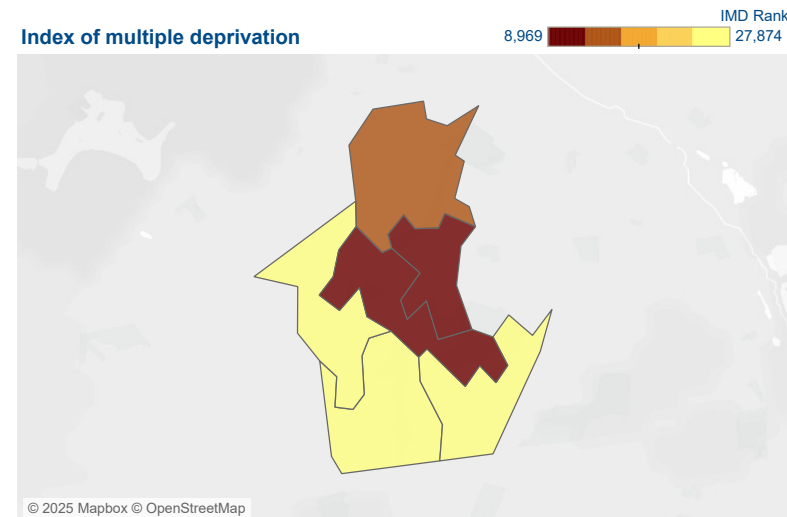 IMD Rank
Index of multiple deprivation
8,969
27,874
© 2025 Mapbox © OpenStreetMap